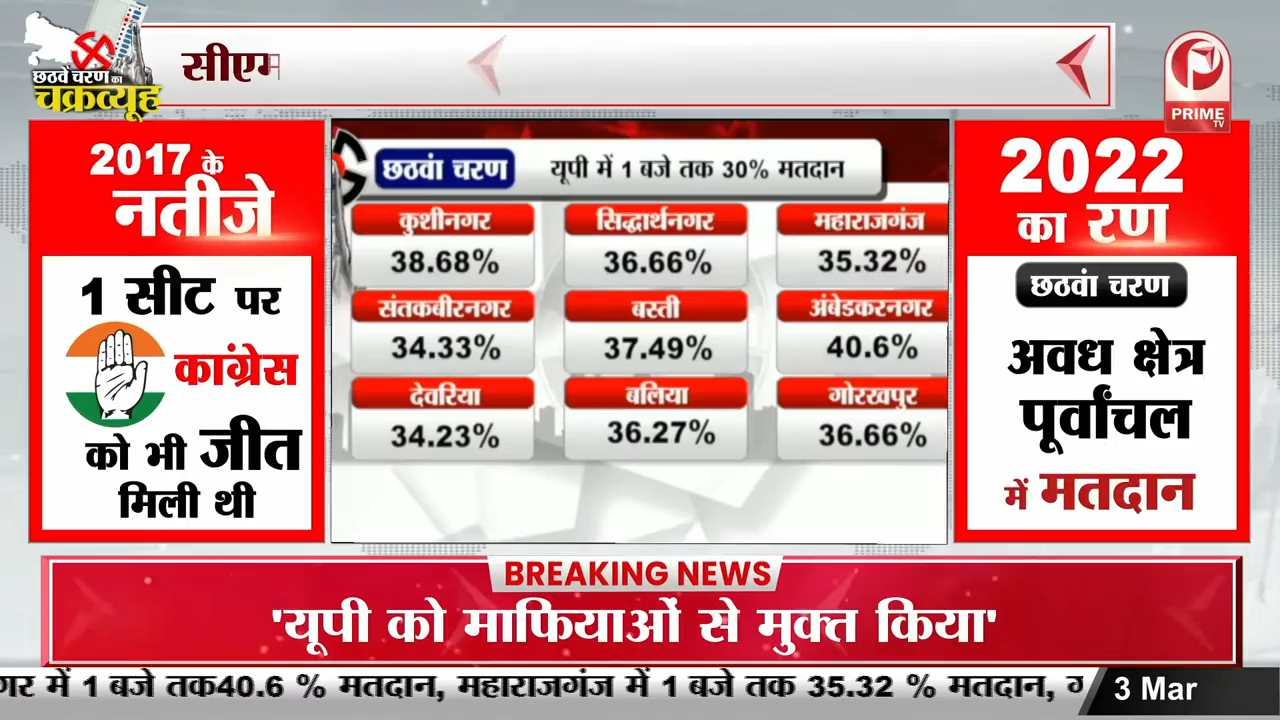 छठवें चरण का
चक्रव्यूह
सीएम
PRIME
TV
2017 के
नतीजे
1 सीट पर
कांग्रेस
को भी जीत
मिली थी
छठवां चरण
यूपी में 1 बजे तक 30% मतदान
कुशीनगर
38.68%
सिद्धार्थनगर
36.66%
महाराजगंज
35.32%
संतकबीरनगर
34.33%
बस्ती
37.49%
अंबेडकरनगर
40.6%
देवरिया
34.23%
बलिया
36.27%
गोरखपुर
36.66%
2022
का रण
छठवां चरण
अवध क्षेत्र
पूर्वांचल
में मतदान
BREAKING NEWS
'यूपी को माफियाओं से मुक्त किया'
गर में 1 बजे तक40.6 % मतदान, महाराजगंज में 1 बजे तक 35.32 % मतदान,
3 Mar